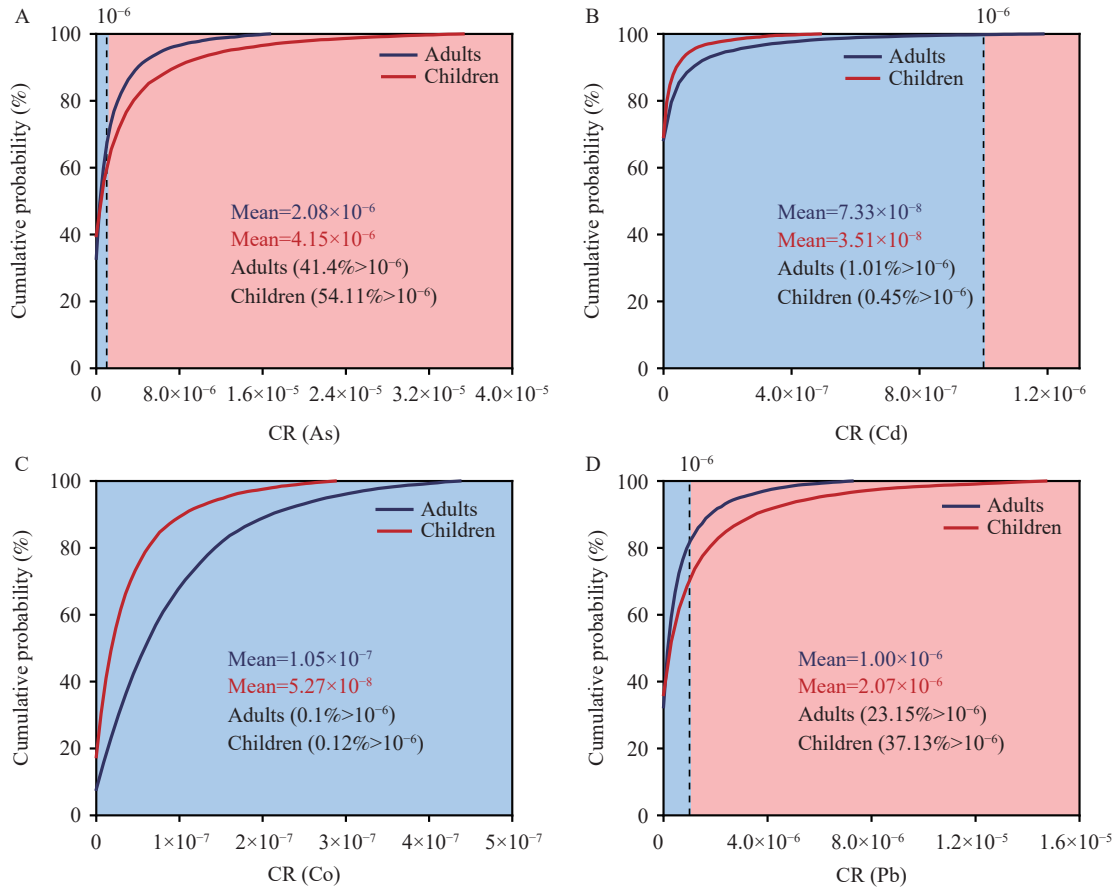 A
10⁻⁶
Cumulative probability (%)
100
80
60
40
20
0
Adults
Children
Mean=2.08×10⁻⁶
Mean=4.15×10⁻⁶
Adults (41.4%>10⁻⁶)
Children (54.11%>10⁻⁶)
0 8.0×10⁻⁶ 1.6×10⁻⁵ 2.4×10⁻⁵ 3.2×10⁻⁵ 4.0×10⁻⁵
CR (As)
B
10⁻⁶
Cumulative probability (%)
100
80
60
40
20
0
Adults
Children
Mean=7.33×10⁻⁸
Mean=3.51×10⁻⁸
Adults (1.01%>10⁻⁶)
Children (0.45%>10⁻⁶)
0 4.0×10⁻⁷ 8.0×10⁻⁷ 1.2×10⁻⁶
CR (Cd)
C
Cumulative probability (%)
100
80
60
40
20
0
Adults
Children
Mean=1.05×10⁻⁷
Mean=5.27×10⁻⁸
Adults (0.1%>10⁻⁶)
Children (0.12%>10⁻⁶)
0 1×10⁻⁷ 2×10⁻⁷ 3×10⁻⁷ 4×10⁻⁷ 5×10⁻⁷
CR (Co)
D
10⁻⁶
Cumulative probability (%)
100
80
60
40
20
0
Adults
Children
Mean=1.00×10⁻⁶
Mean=2.07×10⁻⁶
Adults (23.15%>10⁻⁶)
Children (37.13%>10⁻⁶)
0 4.0×10⁻⁶ 8.0×10⁻⁶ 1.2×10⁻⁵ 1.6×10⁻⁵
CR (Pb)